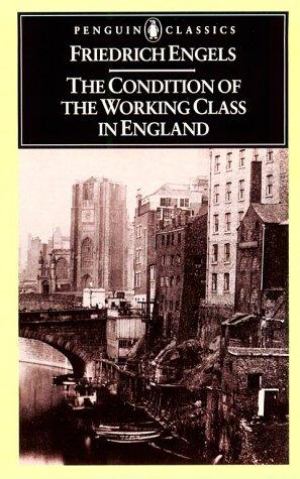 PENGUIN CLASSICS
FRIEDRICH ENGELS
THE CONDITION OF
THE WORKING CLASS
IN ENGLAND